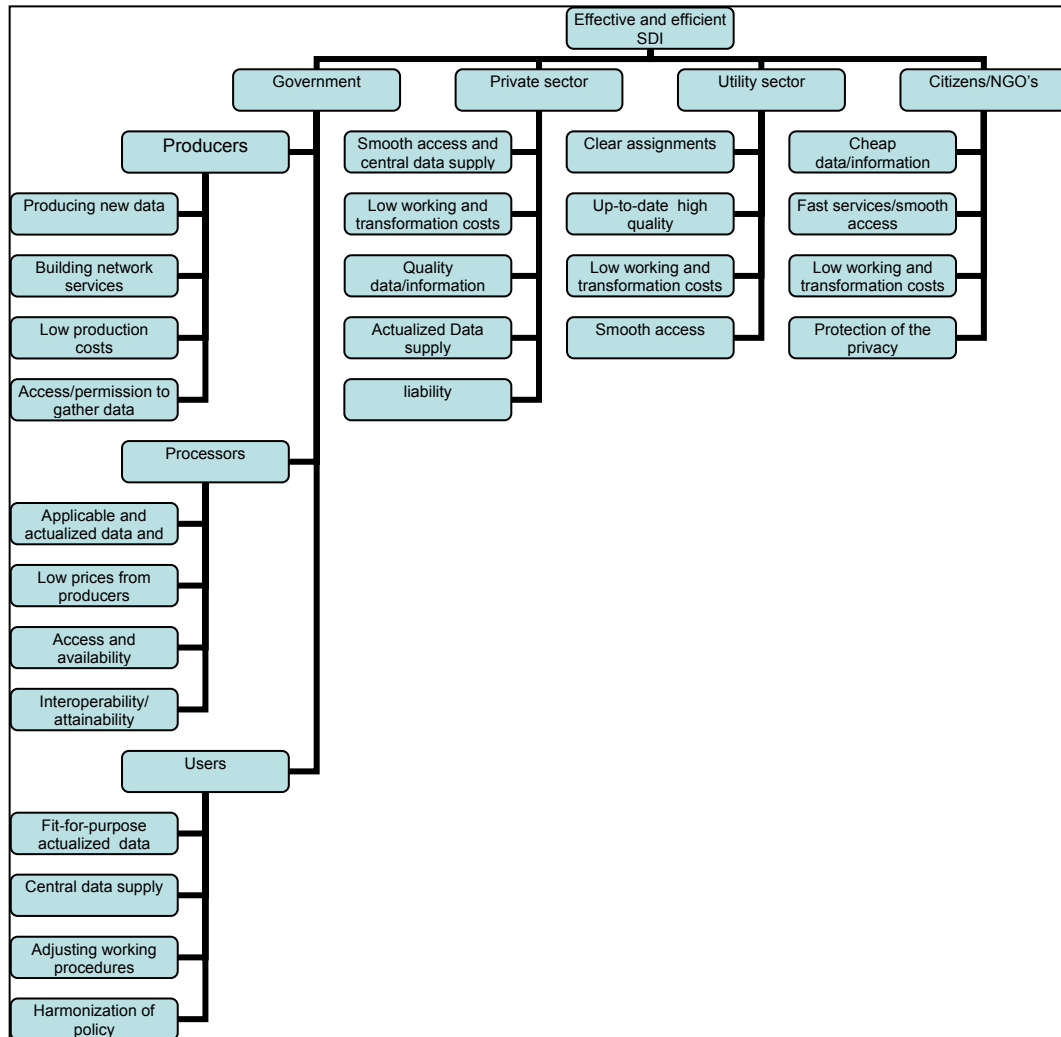 Effective and efficient
SDI
Government
Private sector
Utility sector
Citizens/NGO's
Producers
Producing new data
Building network
services
Low production
costs
Access/permission to
gather data
Processors
Applicable and
actualized data and
Low prices from
producers
Access and
availability
Interoperability/
attainability
Users
Fit-for-purpose
actualized data
Central data supply
Adjusting working
procedures
Harmonization of
policy
Smooth access and
central data supply
Low working and
transformation costs
Quality
data/information
Actualized Data
supply
liability
Clear assignments
Up-to-date high
quality
Low working and
transformation costs
Smooth access
Cheap
data/information
Fast services/smooth
access
Low working and
transformation costs
Protection of the
privacy